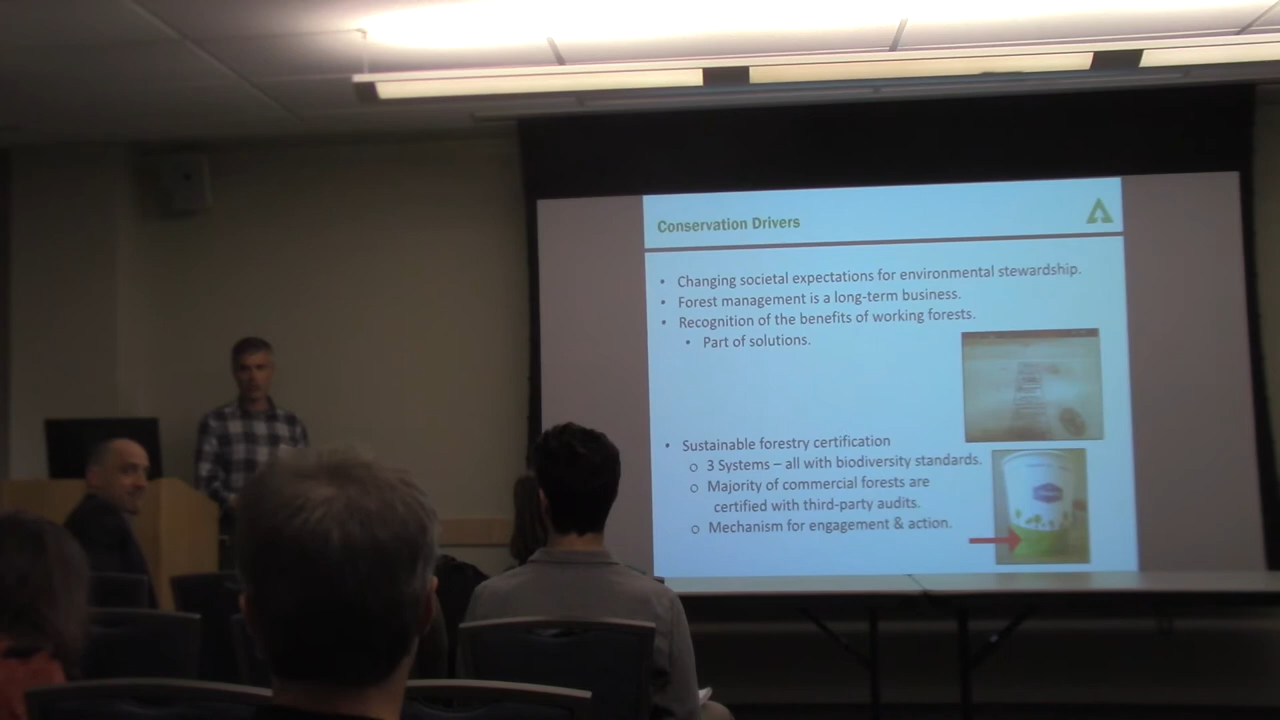 Conservation Drivers
• Changing societal expectations for environmental stewardship.
• Forest management is a long-term business.
• Recognition of the benefits of working forests.
• Part of solutions.
• Sustainable forestry certification
o 3 Systems – all with biodiversity standards.
o Majority of commercial forests are
certified with third-party audits.
o Mechanism for engagement & action.